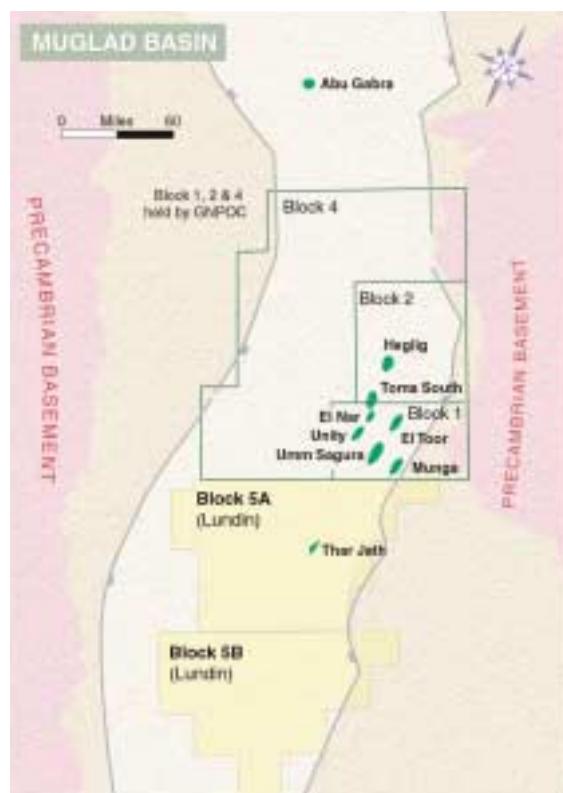 MUGLAD BASIN
Abu Gabra
0 Miles 60
Block 1, 2 & 4
held by GNPOC
Block 4
PRECAMBRIAN BASEMENT
PRECAMBRIAN BASEMENT
Block 2
Heglig
Toma South
El Nar
Block 1
Unity
El Toor
Umm Sagura
Munga
Block 5A
(Lundin)
Thar Jath
Block 5B
(Lundin)